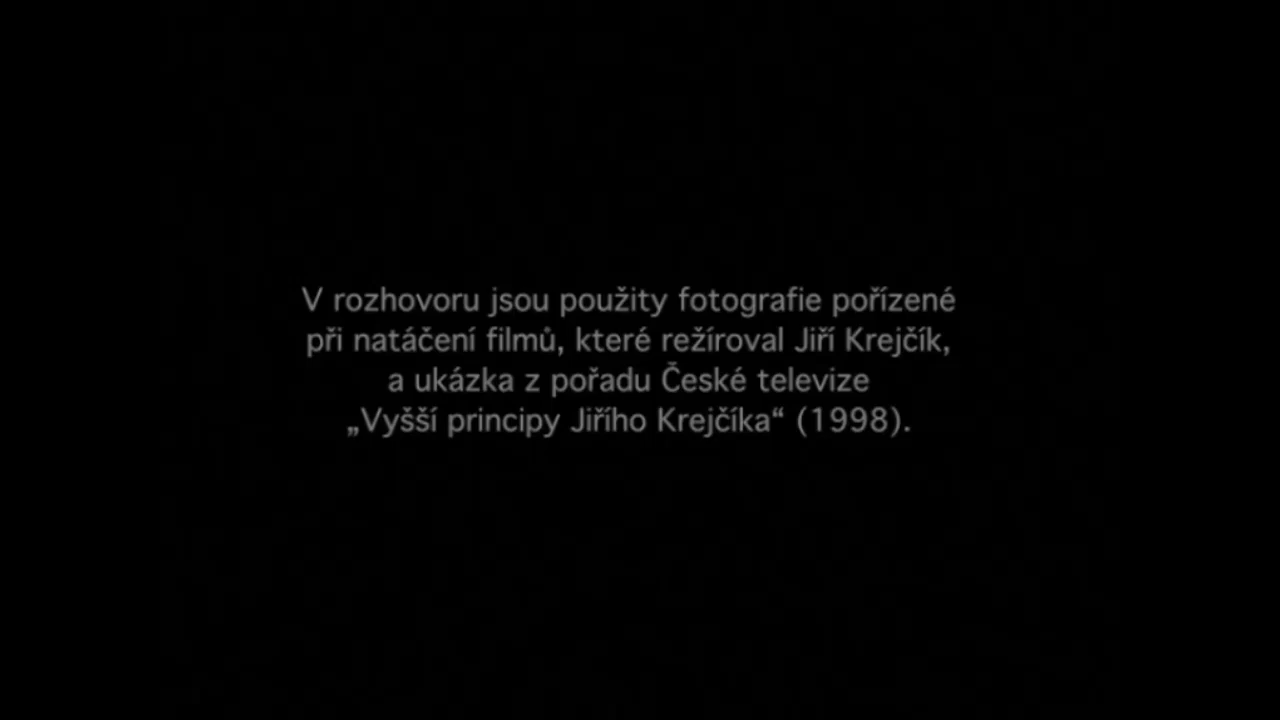 V rozhovoru jsou použity fotografie pořízené
při natáčení filmů, které režíroval Jiří Krejčík,
a ukázka z pořadu České televize
„Vyšší principy Jiřího Krejčíka“ (1998).